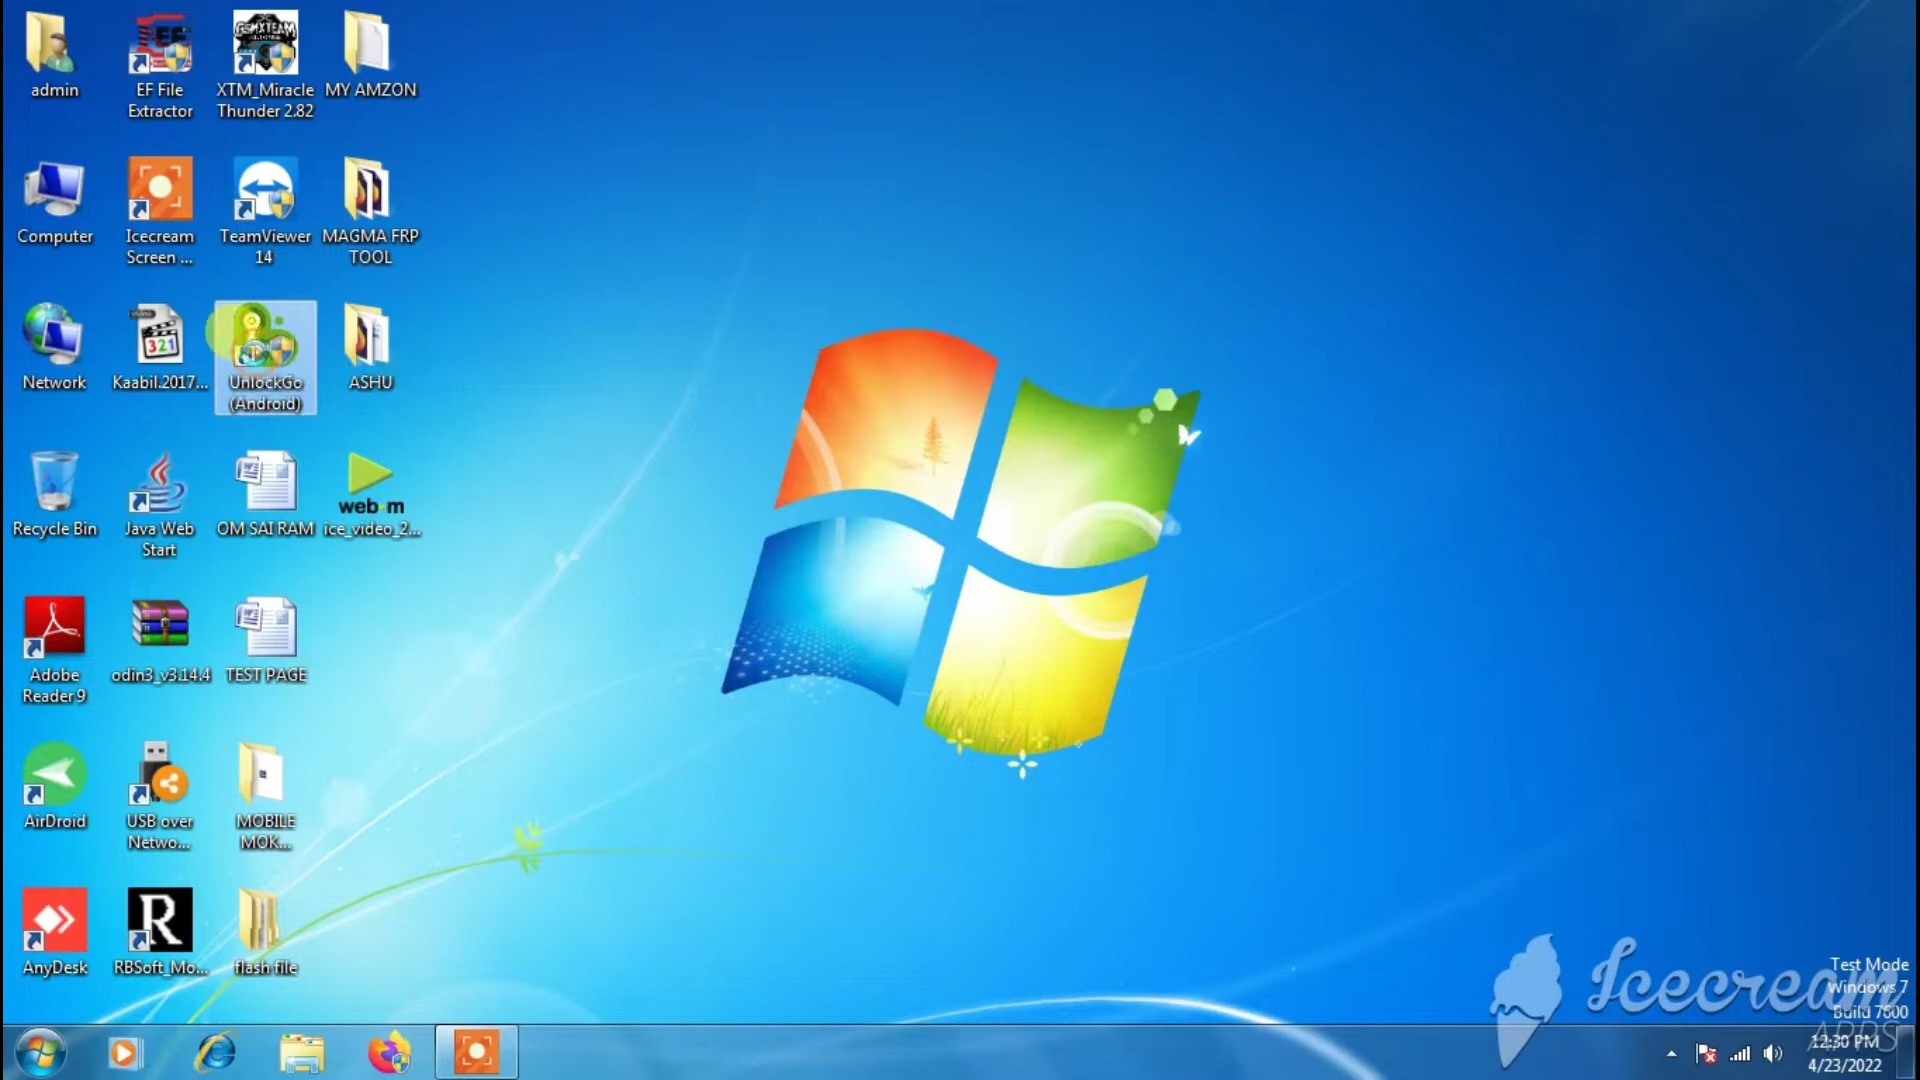 admin
EF File
Extractor
GSMXTEAM
XTM_Miracle
Thunder 2.82
MY AMZON
Computer
Icecream
Screen ...
TeamViewer
14
MAGMA FRP
TOOL
Network
321
Kaabil.2017...
UnlockGo
(Android)
ASHU
Recycle Bin
Java Web
Start
OM SAI RAM
web m
ice_video_2...
Adobe
Reader 9
odin3_v3.14.4
TEST PAGE
AirDroid
USB over
Netwo...
MOBILE
MOK...
AnyDesk
R
RBSoft_Mo...
flash file
Icecream
APPS
Test Mode
Windows 7
Build 7600
12:30 PM
4/23/2022